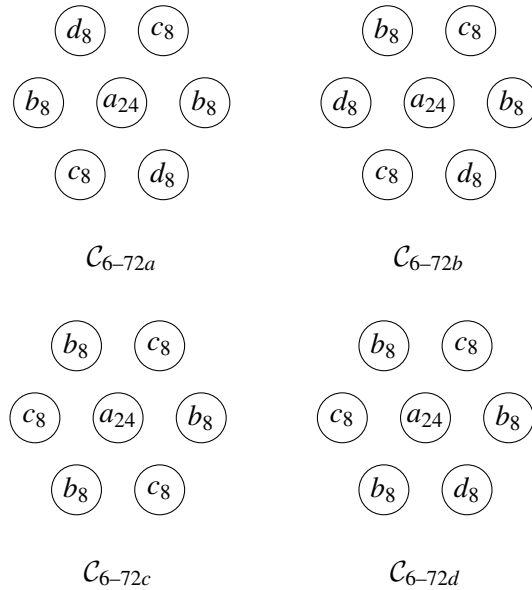 d₈ c₈ b₈ c₈
b₈ a₂₄ b₈ d₈ a₂₄ b₈
c₈ d₈ c₈ d₈
𝒞₆₋₇₂ₐ 𝒞₆–₇₂b
b₈ c₈ b₈ c₈
c₈ a₂₄ b₈ c₈ a₂₄ b₈
b₈ c₈ b₈ d₈
𝒞₆–₇₂c 𝒞₆–₇₂d